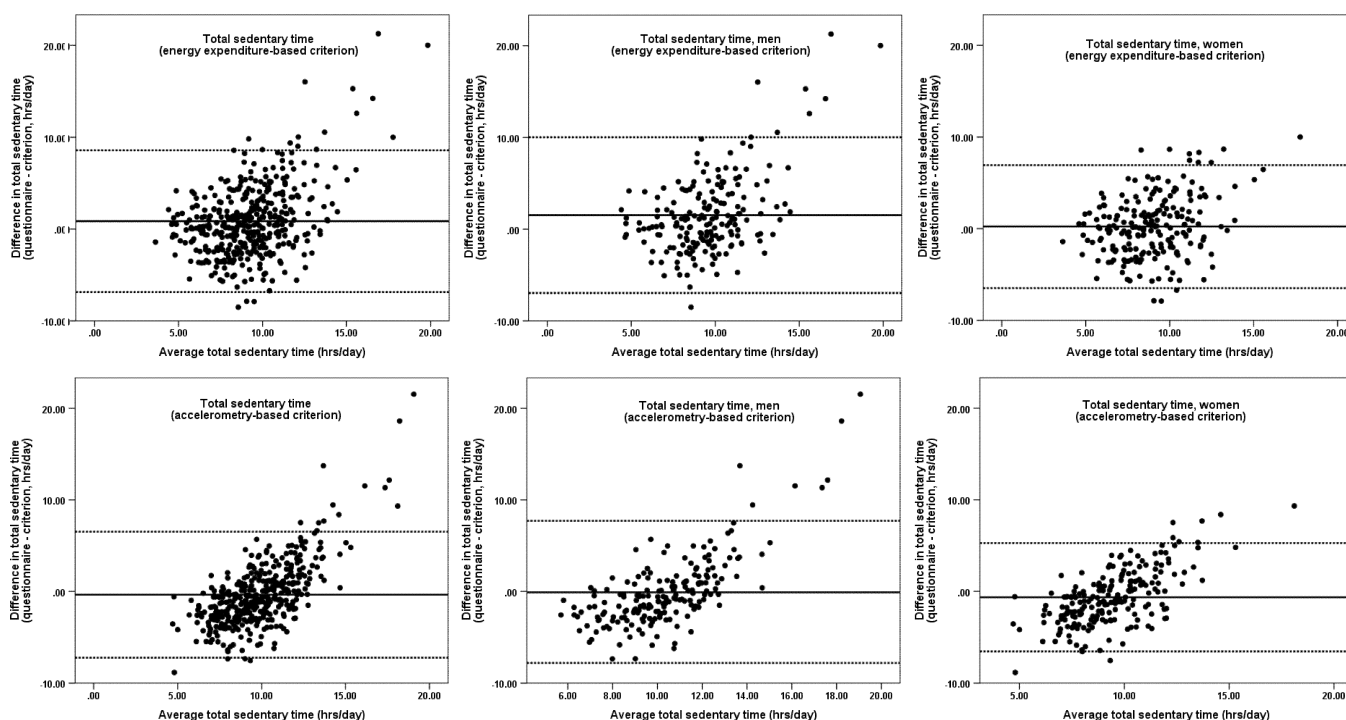 Total sedentary time
(energy expenditure-based criterion)
Difference in total sedentary time
(questionnaire - criterion, hrs/day)
20.00
10.00
.00
-10.00
.00
5.00
10.00
15.00
20.00
Average total sedentary time (hrs/day)
Total sedentary time, men
(energy expenditure-based criterion)
Difference in total sedentary time
(questionnaire - criterion, hrs/day)
20.00
10.00
.00
-10.00
.00
5.00
10.00
15.00
20.00
Average total sedentary time (hrs/day)
Total sedentary time, women
(energy expenditure-based criterion)
Difference in total sedentary time
(questionnaire - criterion, hrs/day)
20.00
10.00
.00
-10.00
.00
5.00
10.00
15.00
20.00
Average total sedentary time (hrs/day)
Total sedentary time
(accelerometry-based criterion)
Difference in total sedentary time
(questionnaire - criterion, hrs/day)
20.00
10.00
.00
-10.00
.00
5.00
10.00
15.00
20.00
Average total sedentary time (hrs/day)
Total sedentary time, men
(accelerometry-based criterion)
Difference in total sedentary time
(questionnaire - criterion, hrs/day)
20.00
10.00
.00
-10.00
6.00
8.00
10.00
12.00
14.00
16.00
18.00
20.00
Average total sedentary time (hrs/day)
Total sedentary time, women
(accelerometry-based criterion)
Difference in total sedentary time
(questionnaire - criterion, hrs/day)
20.00
10.00
.00
-10.00
5.00
10.00
15.00
20.00
Average total sedentary time (hrs/day)